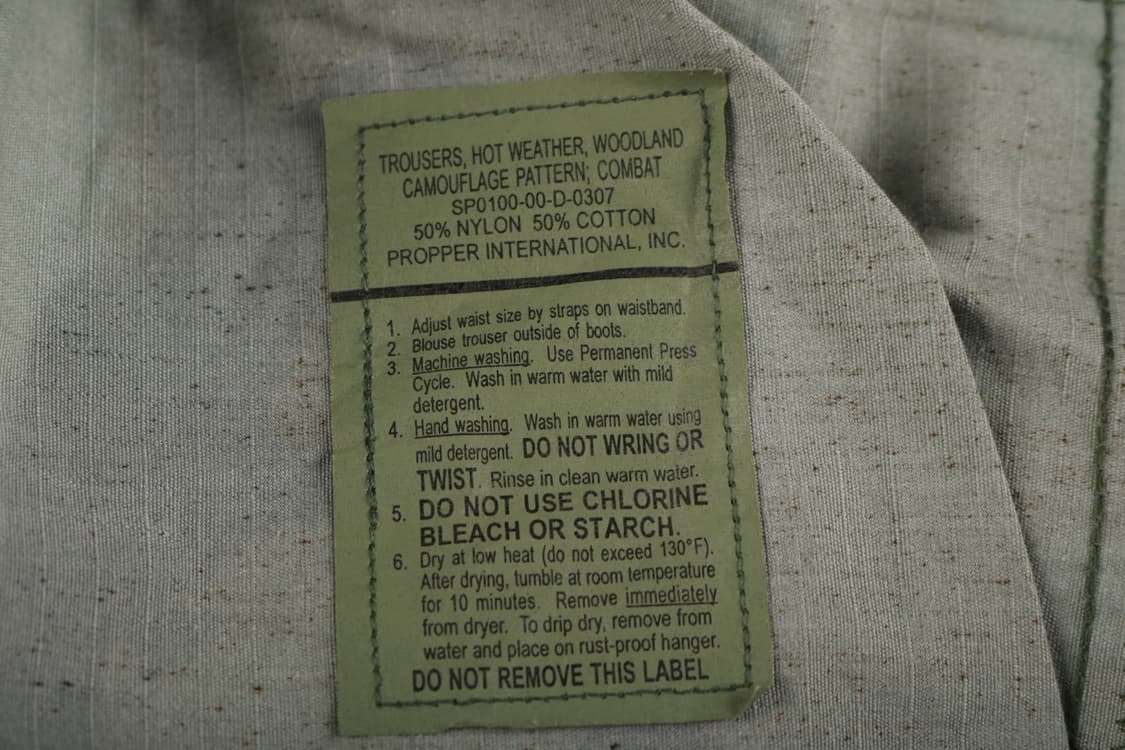 TROUSERS, HOT WEATHER, WOODLAND
CAMOUFLAGE PATTERN; COMBAT
SP0100-00-D-0307
50% NYLON 50% COTTON
PROPPER INTERNATIONAL, INC.
1. Adjust waist size by straps on waistband.
2. Blouse trouser outside of boots.
3. Machine washing. Use Permanent Press
Cycle. Wash in warm water with mild
detergent.
4. Hand washing. Wash in warm water using
mild detergent. DO NOT WRING OR
TWIST. Rinse in clean warm water.
5. DO NOT USE CHLORINE
BLEACH OR STARCH.
6. Dry at low heat (do not exceed 130°F).
After drying, tumble at room temperature
for 10 minutes. Remove immediately
from dryer. To drip dry, remove from
water and place on rust-proof hanger.
DO NOT REMOVE THIS LABEL